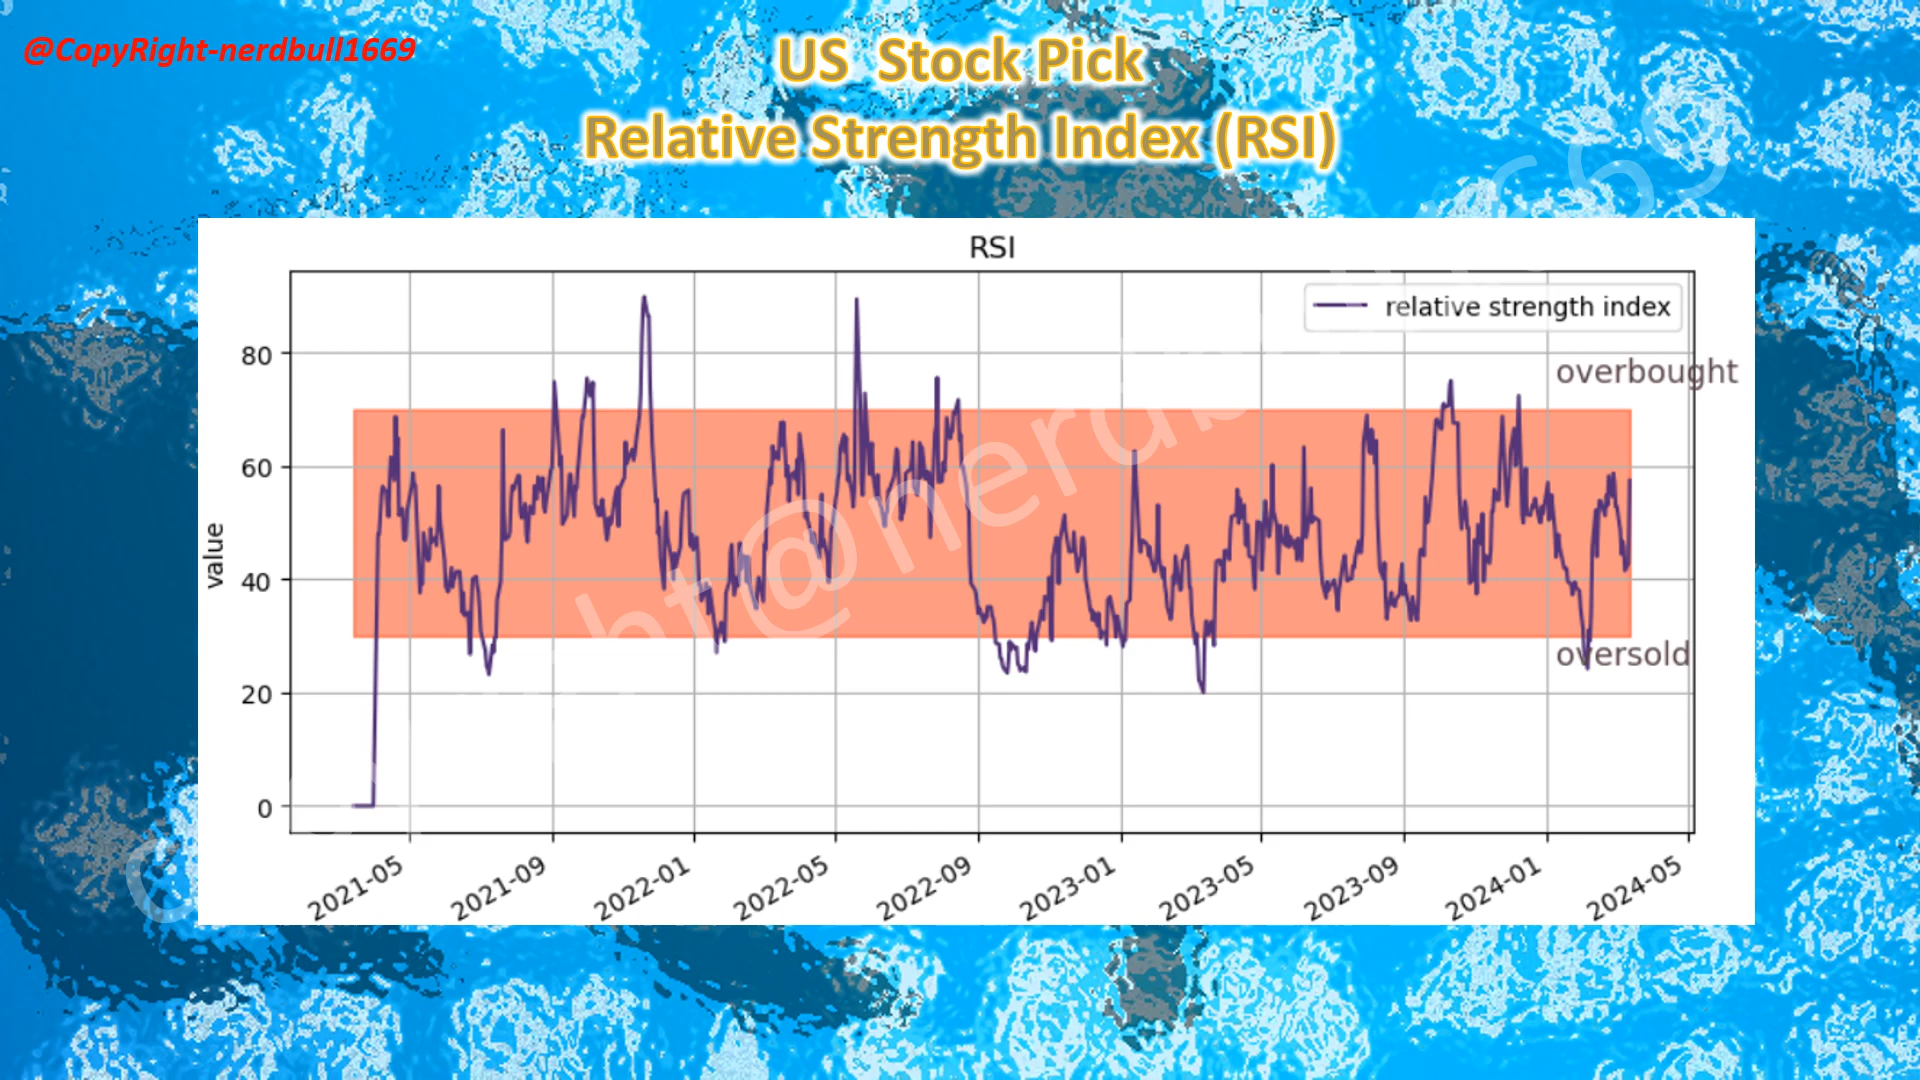 @CopyRight-nerdbull1669
US  Stock Pick
Relative Strength Index (RSI)
RSI
relative strength index
overbought
oversold
value
80
60
40
20
0
2021-05
2021-09
2022-01
2022-05
2022-09
2023-01
2023-05
2023-09
2024-01
2024-05